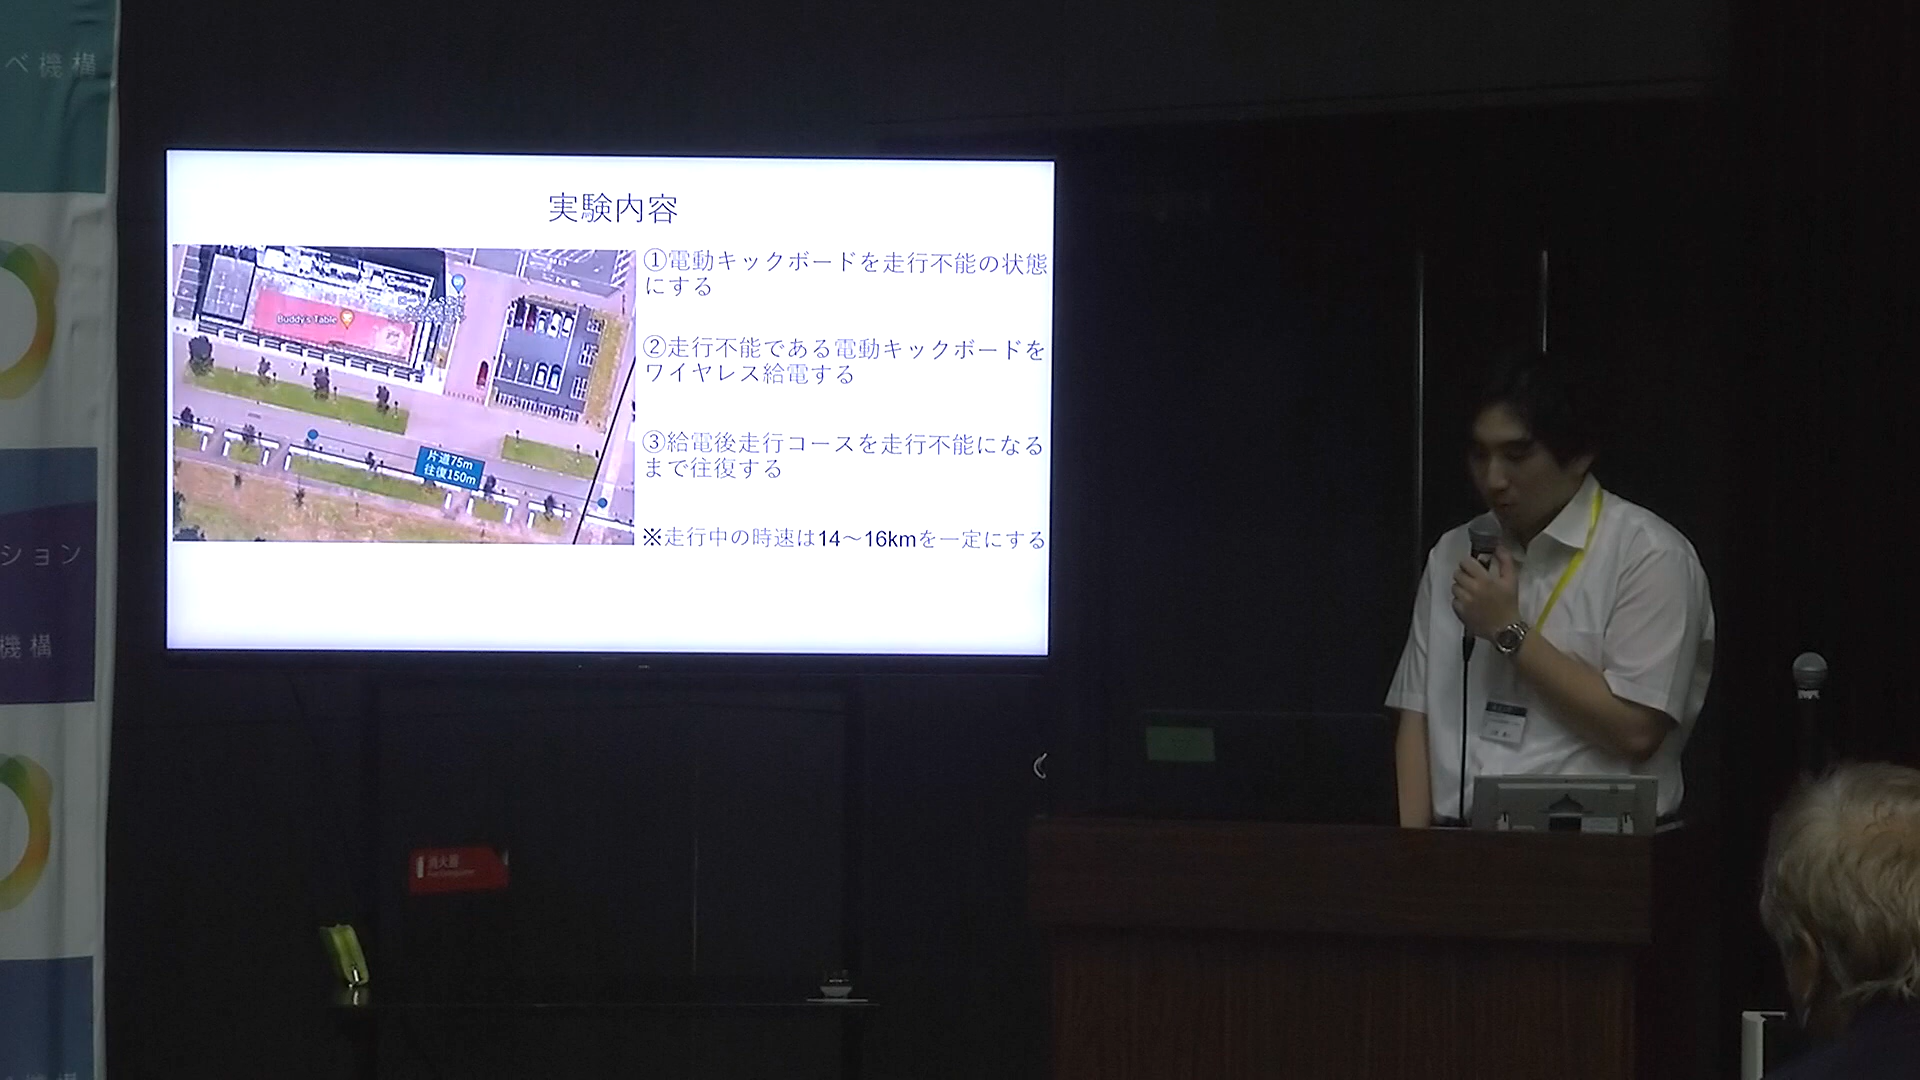 ベ機構
ション
機構
実験内容
①電動キックボードを走行不能の状態
にする
②走行不能である電動キックボードを
ワイヤレス給電する
③給電後走行コースを走行不能になる
まで往復する
※走行中の時速は14～16kmを一定にする
Buddy's Table
片道75m
往復150m
消火器